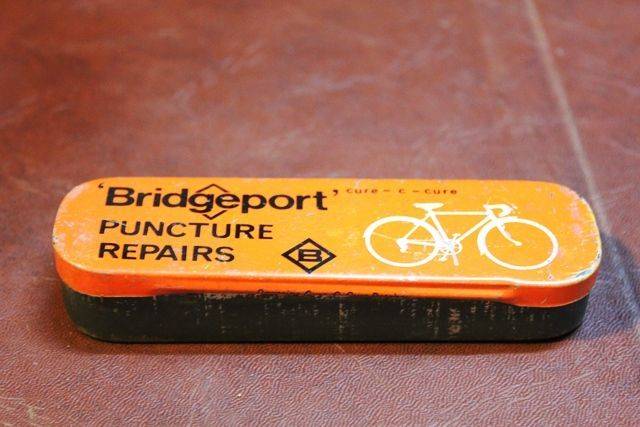 'Bridgeport' cure - c - cure
PUNCTURE
REPAIRS
B